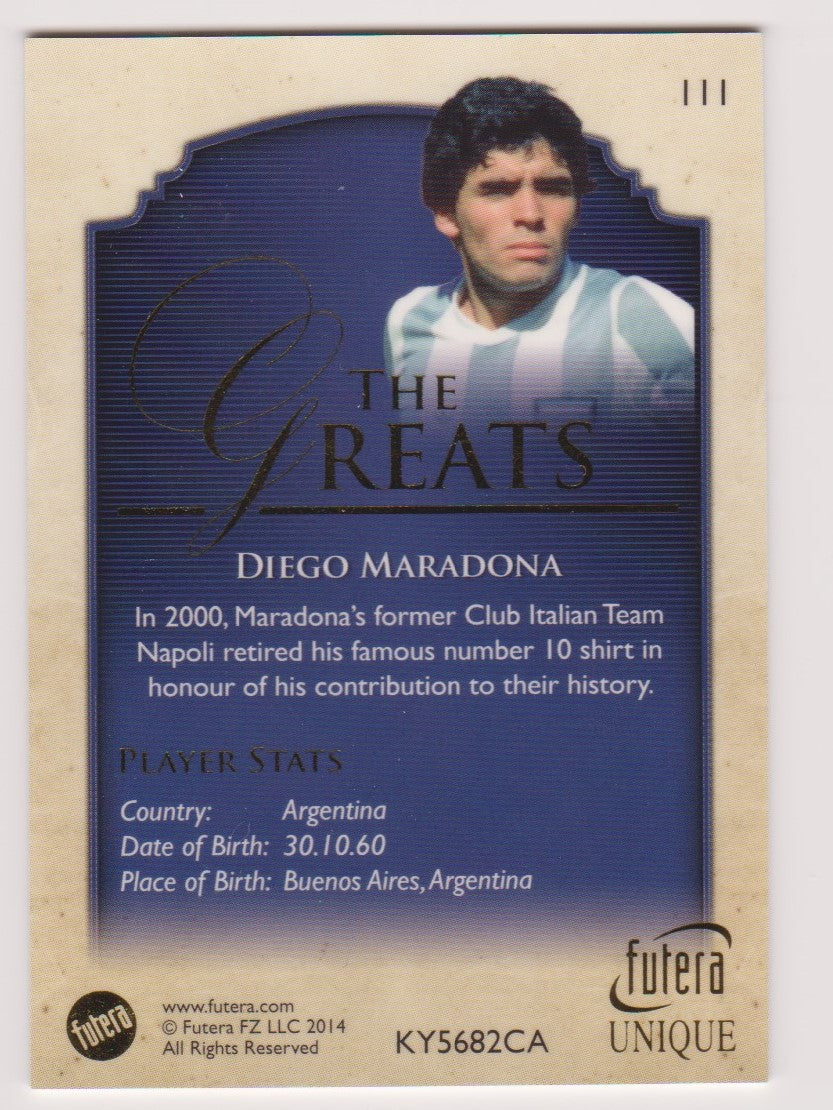 111
THE
GREATS
DIEGO MARADONA
In 2000, Maradona's former Club Italian Team
Napoli retired his famous number 10 shirt in
honour of his contribution to their history.
PLAYER STATS
Country: Argentina
Date of Birth: 30.10.60
Place of Birth: Buenos Aires, Argentina
futera
www.futera.com
© Futera FZ LLC 2014
All Rights Reserved
KY5682CA
futera
UNIQUE